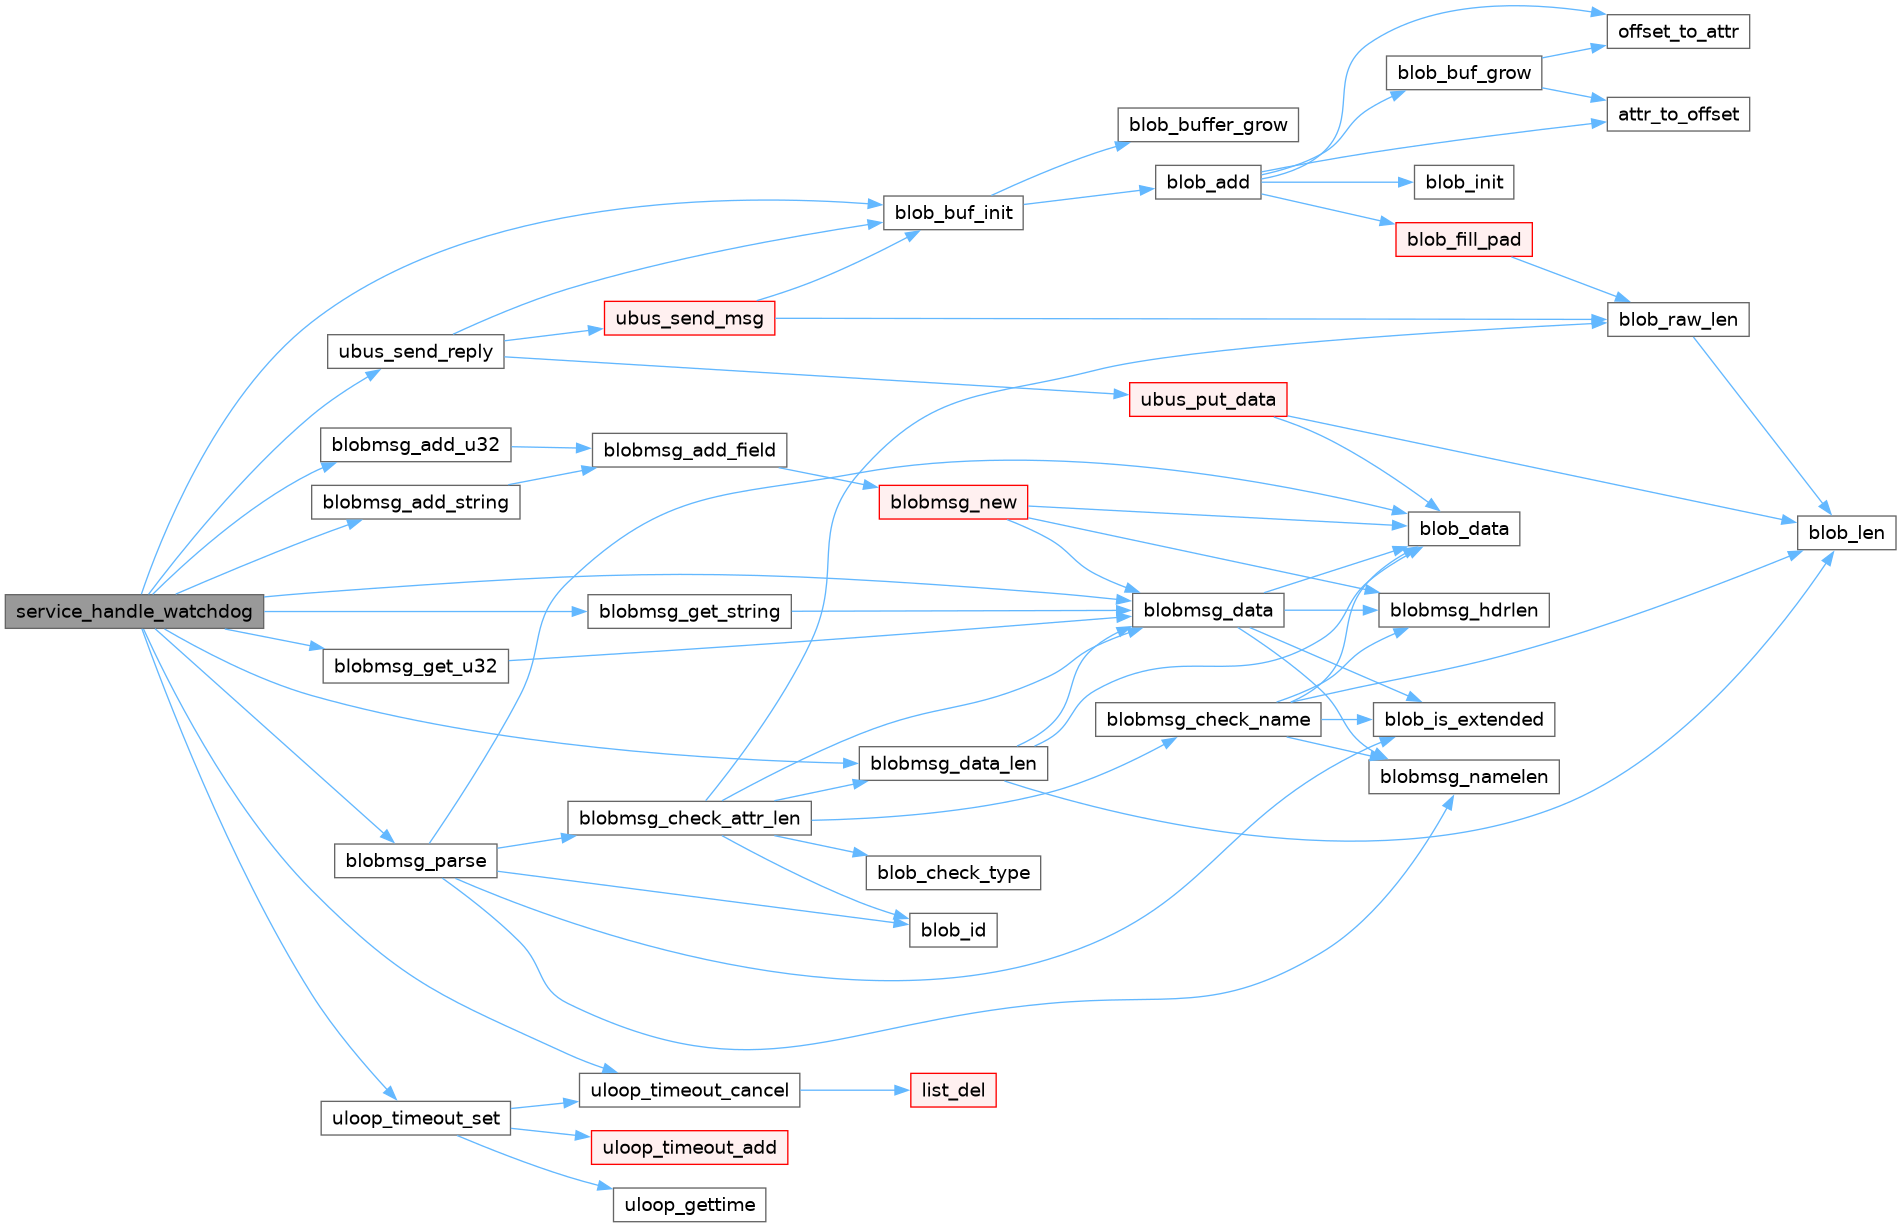 offset_to_attr
blob_buf_grow
attr_to_offset
blob_buffer_grow
blob_add
blob_init
blob_buf_init
blob_fill_pad
ubus_send_msg
blob_raw_len
ubus_send_reply
ubus_put_data
blobmsg_add_u32
blobmsg_add_field
blobmsg_add_string
blobmsg_new
blob_data
blob_len
service_handle_watchdog
blobmsg_get_string
blobmsg_data
blobmsg_hdrlen
blobmsg_get_u32
blobmsg_check_name
blob_is_extended
blobmsg_data_len
blobmsg_namelen
blobmsg_check_attr_len
blobmsg_parse
blob_check_type
blob_id
uloop_timeout_cancel
list_del
uloop_timeout_set
uloop_timeout_add
uloop_gettime